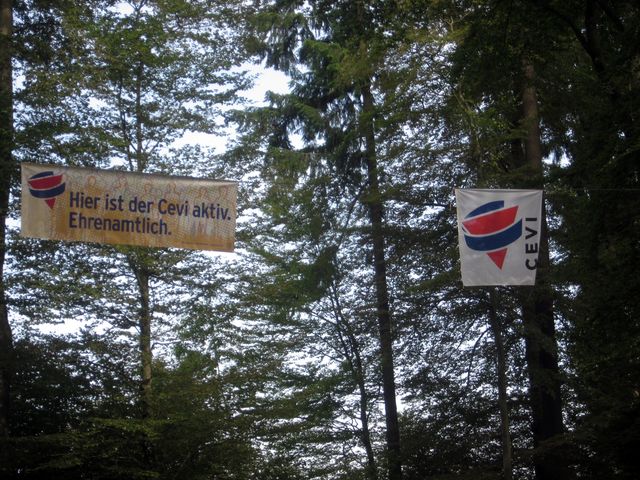 Hier ist der Cevi aktiv.
Ehrenamtlich.
CEVI